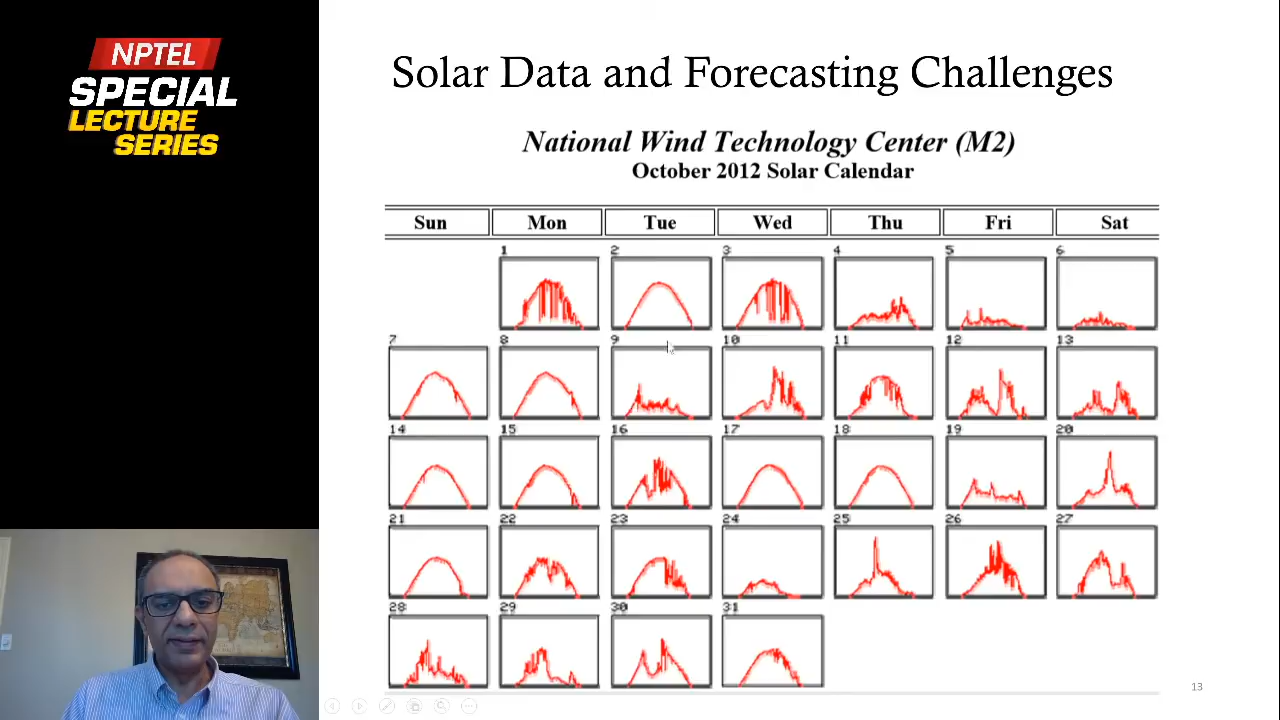 NPTEL
SPECIAL
LECTURE
SERIES
Solar Data and Forecasting Challenges
National Wind Technology Center (M2)
October 2012 Solar Calendar
Sun Mon Tue Wed Thu Fri Sat
1 2 3 4 5 6
7 8 9 10 11 12 13
14 15 16 17 18 19 20
21 22 23 24 25 26 27
28 29 30 31
13